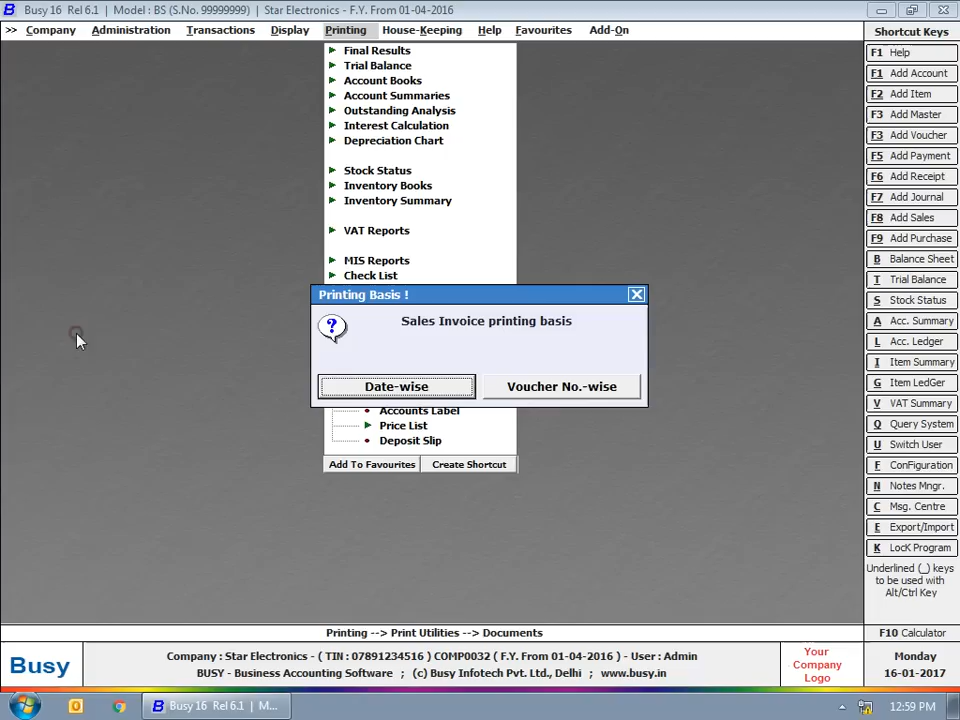 B Busy 16 Rel 6.1 | Model : BS (S.No. 99999999) | Star Electronics - F.Y. From 01-04-2016
>> Company Administration Transactions Display Printing House-Keeping Help Favourites Add-On
Final Results
Trial Balance
Account Books
Account Summaries
Outstanding Analysis
Interest Calculation
Depreciation Chart
Stock Status
Inventory Books
Inventory Summary
VAT Reports
MIS Reports
Check List
Printing Basis !
? Sales Invoice printing basis
Date-wise Voucher No.-wise
Accounts Label
Price List
Deposit Slip
Add To Favourites Create Shortcut
Shortcut Keys
F1 Help
F1 Add Account
F2 Add Item
F3 Add Master
F3 Add Voucher
F5 Add Payment
F6 Add Receipt
F7 Add Journal
F8 Add Sales
F9 Add Purchase
B Balance Sheet
T Trial Balance
S Stock Status
A Acc. Summary
L Acc. Ledger
I Item Summary
G Item LedGer
V VAT Summary
Q Query System
U Switch User
F ConFiguration
N Notes Mngr.
C Msg. Centre
E Export/Import
K LocK Program
Underlined (_) keys
to be used with
Alt/Ctrl Key
F10 Calculator
Printing --> Print Utilities --> Documents
Busy
Company : Star Electronics - ( TIN : 07891234516 ) COMP0032 ( F.Y. From 01-04-2016 ) - User : Admin
BUSY - Business Accounting Software ; (c) Busy Infotech Pvt. Ltd., Delhi ; www.busy.in
Your
Company
Logo
Monday
16-01-2017
B Busy 16 Rel 6.1 | M...
12:59 PM